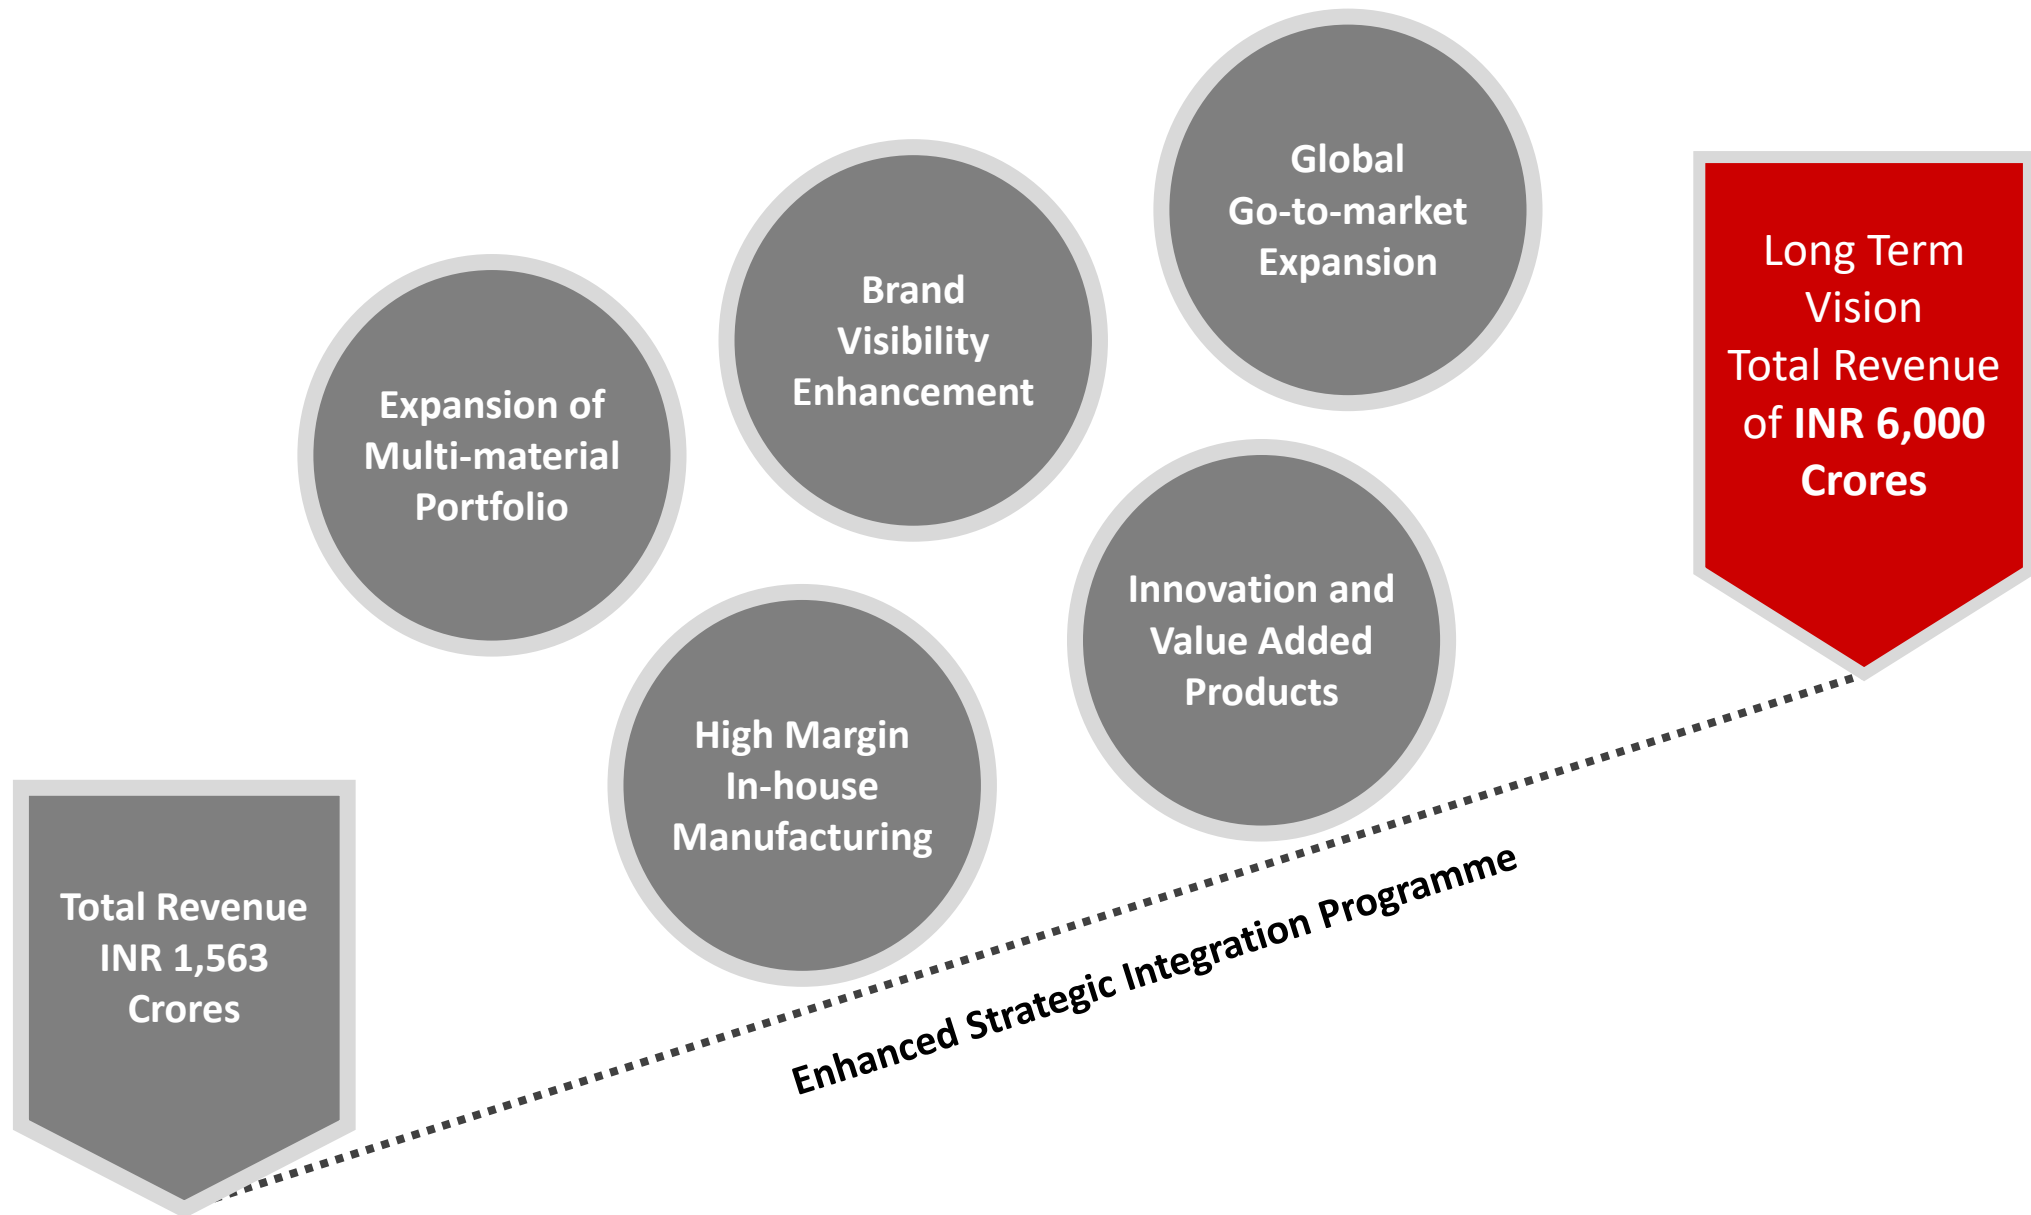 Global
Go-to-market
Expansion
Brand
Visibility
Enhancement
Expansion of
Multi-material
Portfolio
Long Term
Vision
Total Revenue
of INR 6,000
Crores
Innovation and
Value Added
Products
High Margin
In-house
Manufacturing
Total Revenue
INR 1,563
Crores
Enhanced Strategic Integration Programme